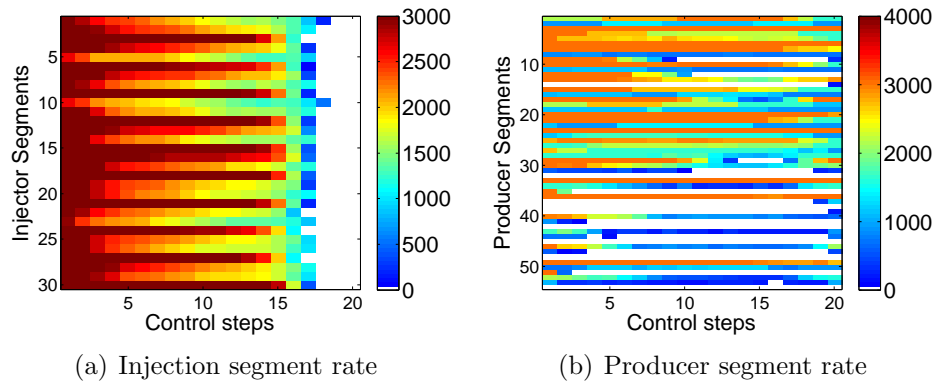 5
10
15
20
25
30
Injector Segments
5 10 15 20
Control steps
3000
2500
2000
1500
1000
500
0
(a) Injection segment rate
10
20
30
40
50
Producer Segments
5 10 15 20
Control steps
4000
3000
2000
1000
0
(b) Producer segment rate